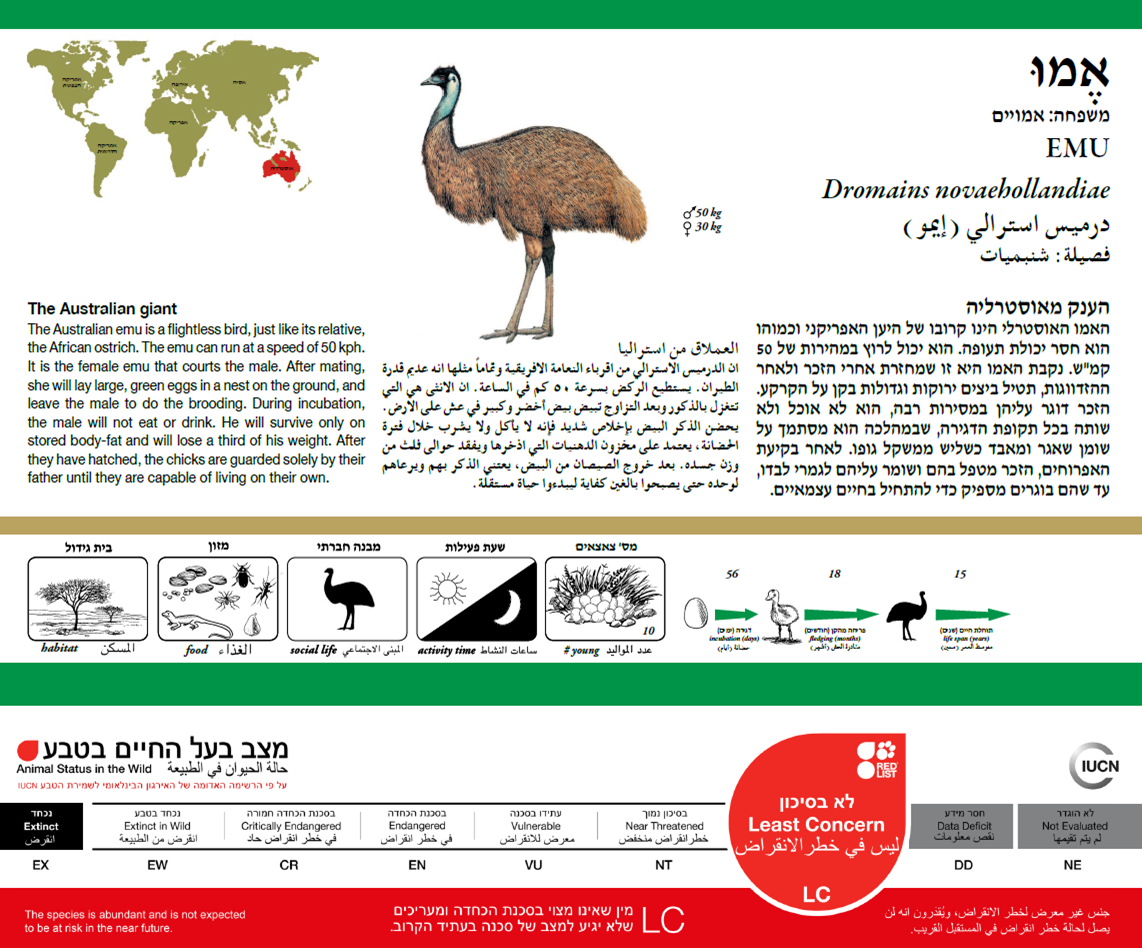 אֶמוּ
משפחה: אמויים
EMU
Dromains novaehollandiae
درميس استرالي (إيمو)
فصيلة: شنبميات
אמריקה
הצפונית
אירופה
אסיה
אפריקה
אמריקה
הדרומית
אוסטרליה
♂50 kg
♀ 30 kg
The Australian giant
The Australian emu is a flightless bird, just like its relative,
the African ostrich. The emu can run at a speed of 50 kph.
It is the female emu that courts the male. After mating,
she will lay large, green eggs in a nest on the ground, and
leave the male to do the brooding. During incubation,
the male will not eat or drink. He will survive only on
stored body-fat and will lose a third of his weight. After
they have hatched, the chicks are guarded solely by their
father until they are capable of living on their own.
العملاق من استراليا
ان الدرميس الاسترالي من اقرباء النعامة الافريقية وتماماً مثلها انه عديم قدرة
الطيران. يستطيع الركض بسرعة ٥٠ كم في الساعة. ان الانثى هي التي
تتغزل بالذكور وبعد التزاوج تبيض بيض أخضر وكبير في عش على الأرض.
يحضن الذكر البيض بإخلاص شديد فإنه لا يأكل ولا يشرب خلال فترة
الحضانة، يعتمد على مخزون الدهنيات التي اذخرها ويفقد حوالى ثلث من
وزن جسده. بعد خروج الصيصان من البيض، يعتني الذكر بهم ويرعاهم
لوحده حتى يصبحوا بالغين كفاية ليبدءوا حياة مستقلة.
הענק מאוסטרליה
האמו האוסטרלי הינו קרובו של היען האפריקני וכמוהו
הוא חסר יכולת תעופה. הוא יכול לרוץ במהירות של 50
קמ"ש. נקבת האמו היא זו שמחזרת אחרי הזכר ולאחר
ההזדווגות, תטיל ביצים ירוקות וגדולות בקן על הקרקע.
הזכר דוגר עליהן במסירות רבה, הוא לא אוכל ולא
שותה בכל תקופת הדגירה, שבמהלכה הוא מסתמך על
שומן שאגר ומאבד כשליש ממשקל גופו. לאחר בקיעת
האפרוחים, הזכר מטפל בהם ושומר עליהם לגמרי לבדו,
עד שהם בוגרים מספיק כדי להתחיל בחיים עצמאיים.
בית גידול
habitat المسكن
מזון
food الغذاء
מבנה חברתי
social life المبنى الاجتماعي
שעת פעילות
activity time ساعات النشاط
מס' צאצאים
10
# young عدد المواليد
56
דגירה (ימים)
incubation (days)
حضانة (أيام)
18
פריחה מהקן (חודשים)
fledging (months)
مغادرة العش (أشهر)
15
תוחלת חיים (שנים)
life span (years)
متوسط العمر (سنين)
מצב בעל החיים בטבע
Animal Status in the Wild حالة الحيوان في الطبيعة
על פי הרשימה האדומה של האירגון הבינלאומי לשמירת הטבע IUCN
RED
LIST
IUCN
נכחד
Extinct
انقرض
EX
נכחד בטבע
Extinct in Wild
انقرض من الطبيعة
EW
בסכנת הכחדה חמורה
Critically Endangered
في خطر انقراض حاد
CR
בסכנת הכחדה
Endangered
في خطر انقراض
EN
עתידו בסכנה
Vulnerable
معرض للانقراض
VU
בסיכון נמוך
Near Threatened
خطر انقراض منخفض
NT
לא בסיכון
Least Concern
ليس في خطر الانقراض
LC
חסר מידע
Data Deficit
نقص معلومات
DD
לא הוגדר
Not Evaluated
لم يتم تقيمها
NE
The species is abundant and is not expected
to be at risk in the near future.
LC
מין שאינו מצוי בסכנת הכחדה ומעריכים
שלא יגיע למצב של סכנה בעתיד הקרוב.
جنس غير معرض لخطر الانقراض، ويُقدرون انه لن
يصل لحالة خطر انقراض في المستقبل القريب.